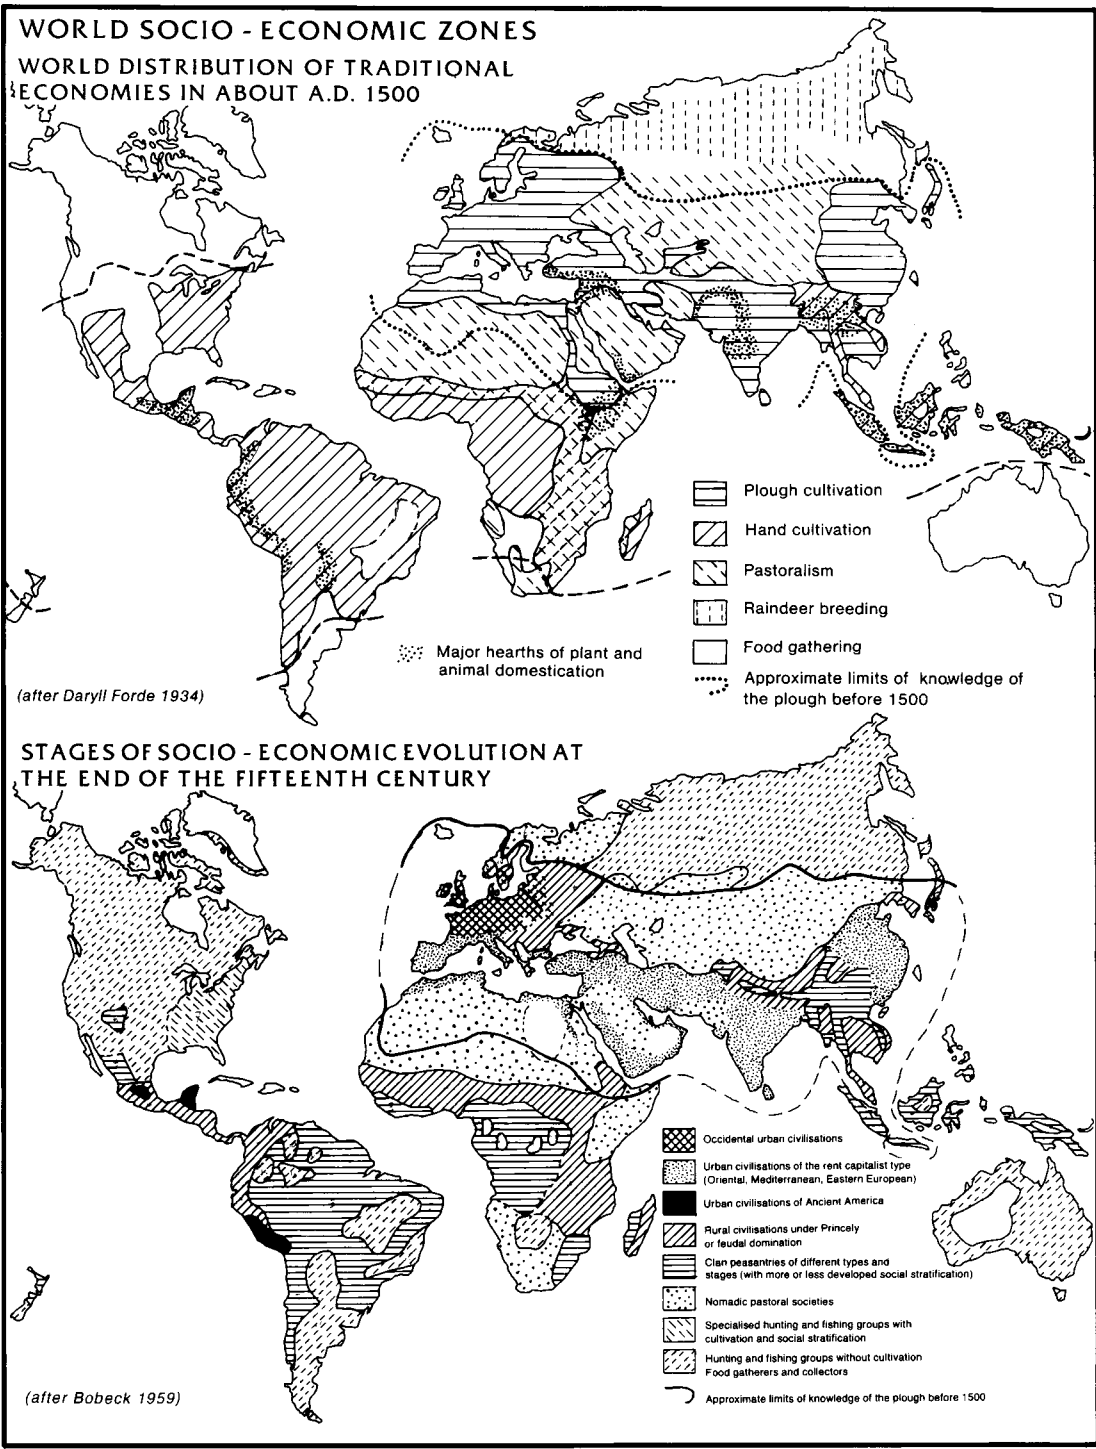 WORLD SOCIO - ECONOMIC ZONES
WORLD DISTRIBUTION OF TRADITIONAL
ECONOMIES IN ABOUT A.D. 1500
Plough cultivation
Hand cultivation
Pastoralism
Raindeer breeding
Food gathering
Approximate limits of knowledge of
the plough before 1500
Major hearths of plant and
animal domestication
(after Daryll Forde 1934)
STAGES OF SOCIO - ECONOMIC EVOLUTION AT
THE END OF THE FIFTEENTH CENTURY
Occidental urban civilisations
Urban civilisations of the rent capitalist type
(Oriental, Mediterranean, Eastern European)
Urban civilisations of Ancient America
Rural civilisations under Princely
or feudal domination
Clan peasantries of different types and
stages (with more or less developed social stratification)
Nomadic pastoral societies
Specialised hunting and fishing groups with
cultivation and social stratification
Hunting and fishing groups without cultivation
Food gatherers and collectors
Approximate limits of knowledge of the plough before 1500
(after Bobeck 1959)